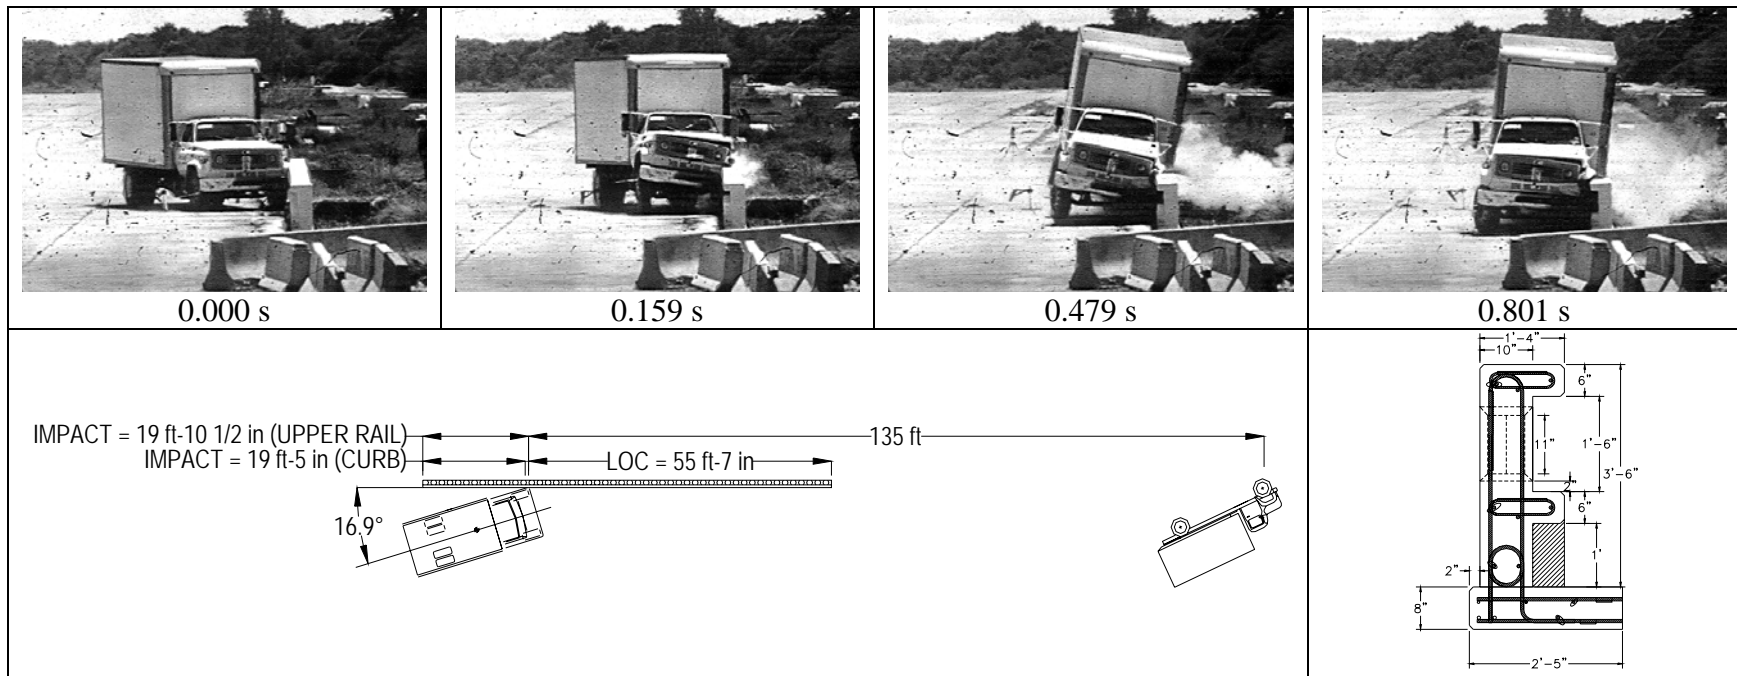 0.000 s
0.159 s
0.479 s
0.801 s
IMPACT = 19 ft-10 1/2 in (UPPER RAIL)
135 ft
IMPACT = 19 ft-5 in (CURB)
LOC = 55 ft-7 in
16.9°
1'-4"
10"
6"
11"
1'-6"
3'-6"
2"
6"
1'
2"
8"
2'-5"